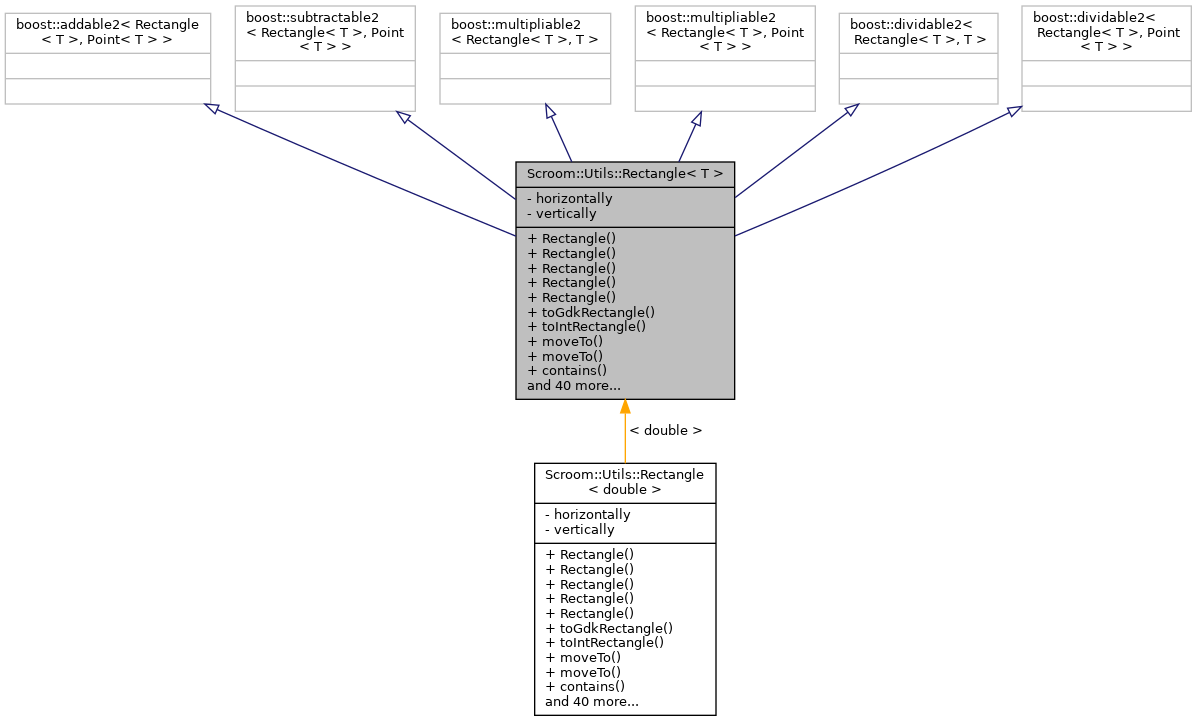 boost::addable2< Rectangle
< T >, Point< T > >
boost::subtractable2
< Rectangle< T >, Point
< T > >
boost::multipliable2
< Rectangle< T >, T >
boost::multipliable2
< Rectangle< T >, Point
< T > >
boost::dividable2<
Rectangle< T >, T >
boost::dividable2<
Rectangle< T >, Point
< T > >
Scroom::Utils::Rectangle< T >
- horizontally
- vertically
+ Rectangle()
+ Rectangle()
+ Rectangle()
+ Rectangle()
+ Rectangle()
+ toGdkRectangle()
+ toIntRectangle()
+ moveTo()
+ moveTo()
+ contains()
and 40 more...
< double >
Scroom::Utils::Rectangle
< double >
- horizontally
- vertically
+ Rectangle()
+ Rectangle()
+ Rectangle()
+ Rectangle()
+ Rectangle()
+ toGdkRectangle()
+ toIntRectangle()
+ moveTo()
+ moveTo()
+ contains()
and 40 more...